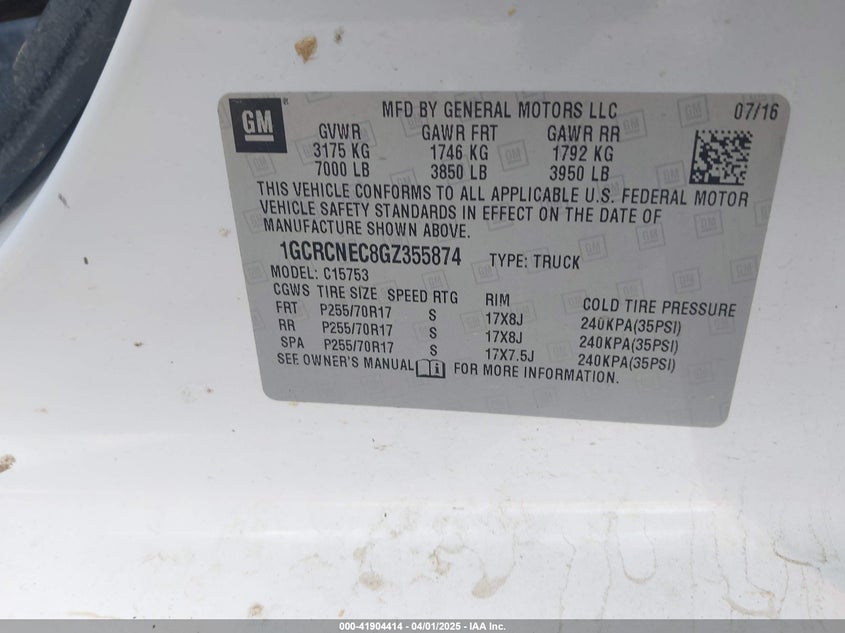 GM
MFD BY GENERAL MOTORS LLC 07/16
GVWR GAWR FRT GAWR RR
3175 KG 1746 KG 1792 KG
7000 LB 3850 LB 3950 LB
THIS VEHICLE CONFORMS TO ALL APPLICABLE U.S. FEDERAL MOTOR
VEHICLE SAFETY STANDARDS IN EFFECT ON THE DATE OF
MANUFACTURE SHOWN ABOVE.
1GCRCNEC8GZ355874 TYPE: TRUCK
MODEL: C15753
CGWS TIRE SIZE SPEED RTG RIM COLD TIRE PRESSURE
FRT P255/70R17 S 17X8J 240KPA(35PSI)
RR P255/70R17 S 17X8J 240KPA(35PSI)
SPA P255/70R17 S 17X7.5J 240KPA(35PSI)
SEE OWNER'S MANUAL FOR MORE INFORMATION.
000-41904414 - 04/01/2025 - IAA Inc.